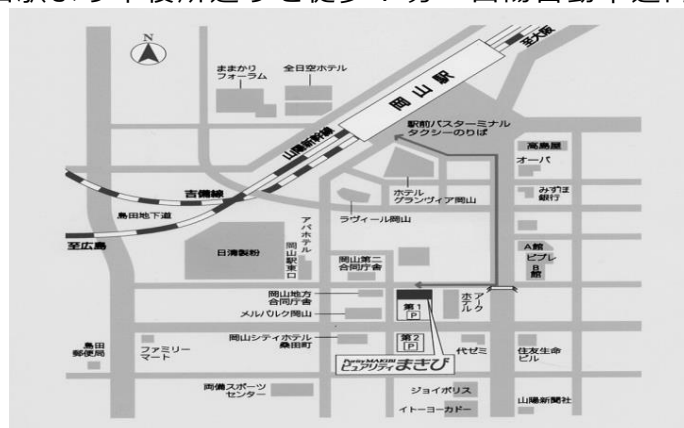 N
至大阪
ままかり
フォーラム
全日空ホテル
岡山駅
駅前バスターミナル
タクシーのりば
山陽新幹線
高島屋
オーパ
吉備線
ホテル
グランヴィア岡山
みずほ
銀行
島田地下道
ラヴィール岡山
至広島
日清製粉
アパホテル
岡山駅東口
岡山第二
合同庁舎
A館
ビブレ
B館
岡山地方
合同庁舎
アークホテル
第1
P
メルパルク岡山
島田
郵便局
ファミリー
マート
岡山シティホテル
桑田町
第2
P
代ゼミ
住友生命
ビル
Purity MAKIBI
ピュアリティまきび
両備スポーツ
センター
ジョイポリス
イトーヨーカドー
山陽新聞社